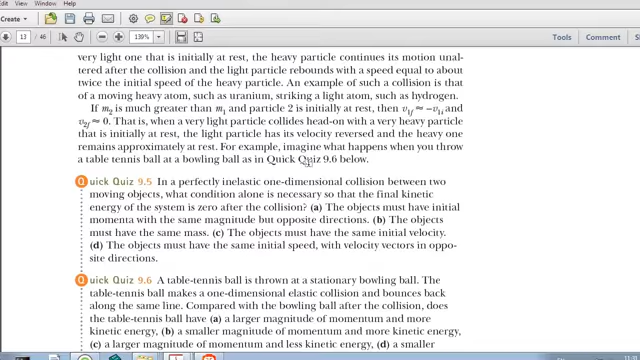 Create
13 / 46
139%
very light one that is initially at rest, the heavy particle continues its motion unal-
tered after the collision and the light particle rebounds with a speed equal to about
twice the initial speed of the heavy particle. An example of such a collision is that
of a moving heavy atom, such as uranium, striking a light atom, such as hydrogen.
If m2 is much greater than m1 and particle 2 is initially at rest, then v1f ≈ −v1i and
v2f ≈ 0. That is, when a very light particle collides head-on with a very heavy particle
that is initially at rest, the light particle has its velocity reversed and the heavy one
remains approximately at rest. For example, imagine what happens when you throw
a table tennis ball at a bowling ball as in Quick Quiz 9.6 below.
Quick Quiz 9.5 In a perfectly inelastic one-dimensional collision between two
moving objects, what condition alone is necessary so that the final kinetic
energy of the system is zero after the collision? (a) The objects must have initial
momenta with the same magnitude but opposite directions. (b) The objects
must have the same mass. (c) The objects must have the same initial velocity.
(d) The objects must have the same initial speed, with velocity vectors in oppo-
site directions.
Quick Quiz 9.6 A table-tennis ball is thrown at a stationary bowling ball. The
table-tennis ball makes a one-dimensional elastic collision and bounces back
along the same line. Compared with the bowling ball after the collision, does
the table-tennis ball have (a) a larger magnitude of momentum and more
kinetic energy, (b) a smaller magnitude of momentum and more kinetic energy,
(c) a larger magnitude of momentum and less kinetic energy, (d) a smaller